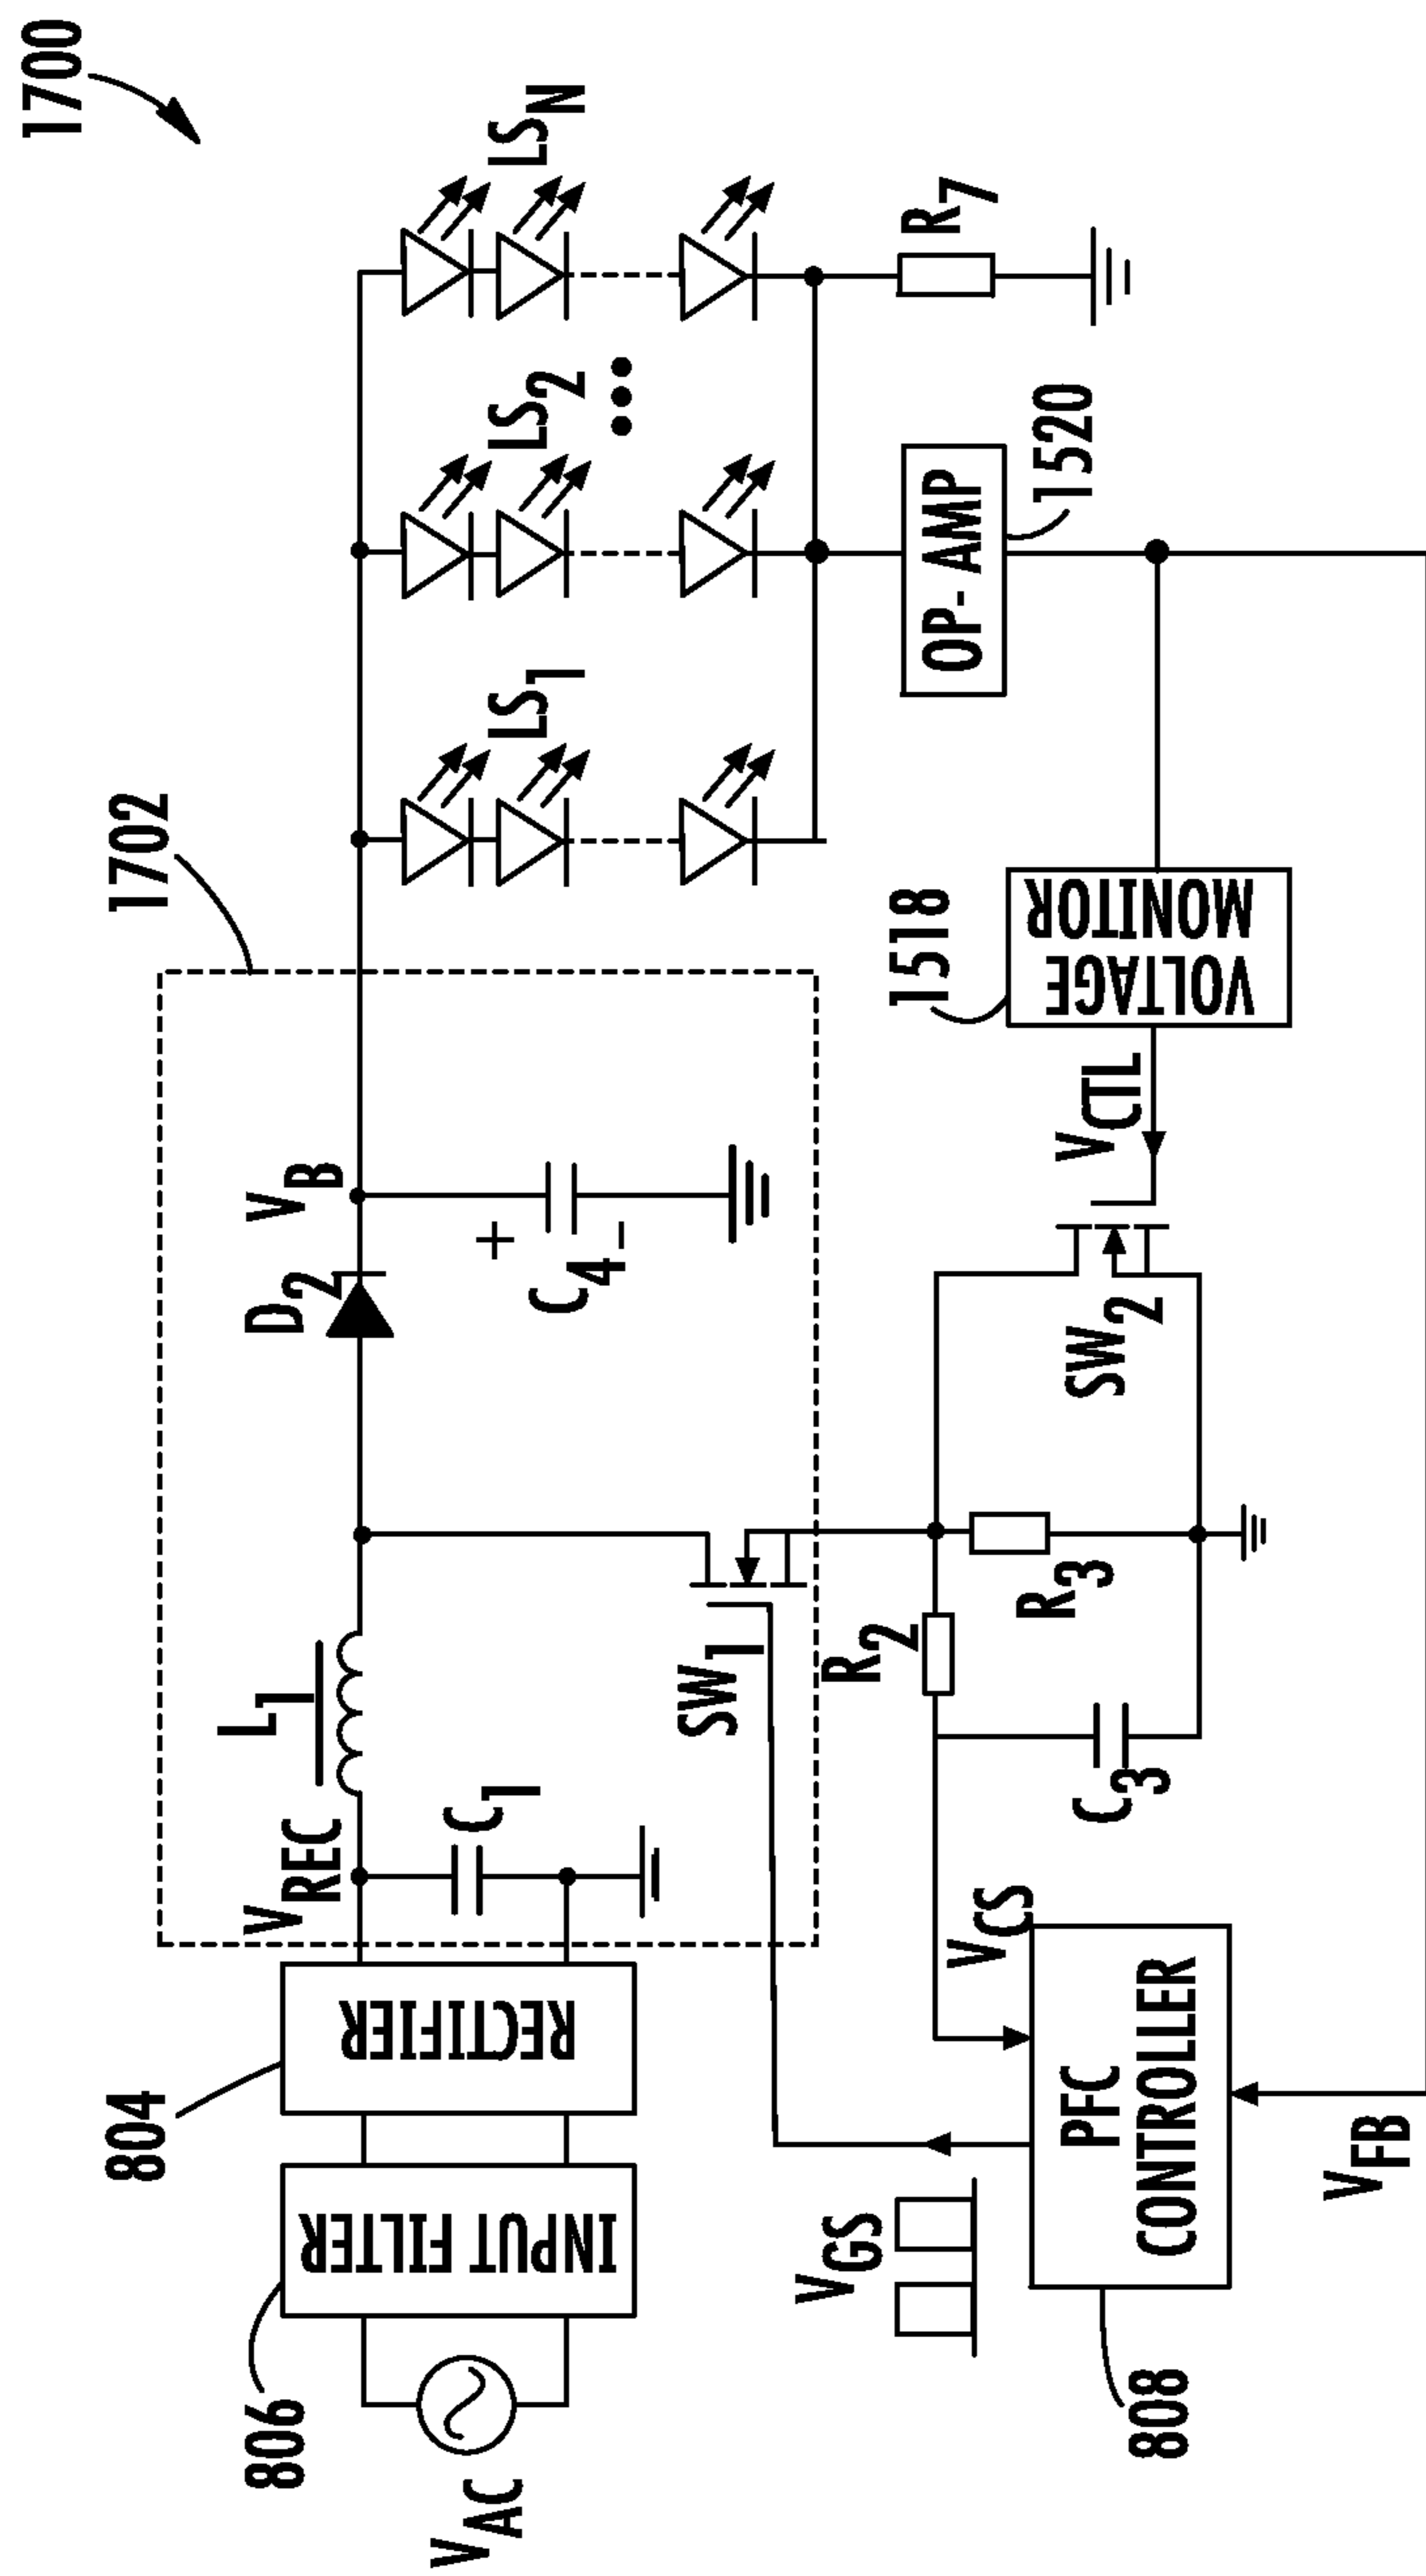 1700
1702
804
806
V_AC
INPUT FILTER
RECTIFIER
V_REC
C_1
L_1
D_2
V_B
+
C_4
–
SW_1
LS_1
LS_2
LS_N
R_7
OP- AMP
1520
1518
VOLTAGE
MONITOR
V_CTL
SW_2
R_2
R_3
C_3
V_CS
V_GS
PFC
CONTROLLER
808
V_FB